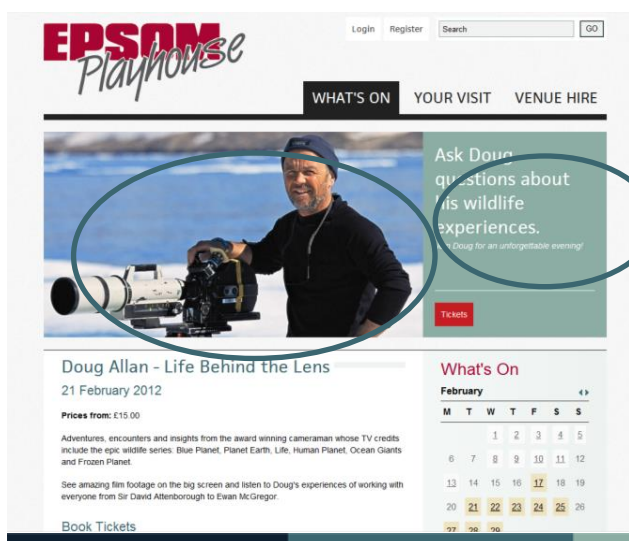 EPSOM
Playhouse
Login Register Search GO
WHAT'S ON YOUR VISIT VENUE HIRE
Ask Doug
questions about
his wildlife
experiences.
Doug for an unforgettable evening!
Tickets
Doug Allan - Life Behind the Lens
21 February 2012
Prices from: £15.00
Adventures, encounters and insights from the award winning cameraman whose TV credits
include the epic wildlife series: Blue Planet, Planet Earth, Life, Human Planet, Ocean Giants
and Frozen Planet.
See amazing film footage on the big screen and listen to Doug's experiences of working with
everyone from Sir David Attenborough to Ewan McGregor.
Book Tickets
What's On
February
M T W T F S S
1 2 3 4 5
6 7 8 9 10 11 12
13 14 15 16 17 18 19
20 21 22 23 24 25 26
27 28 29